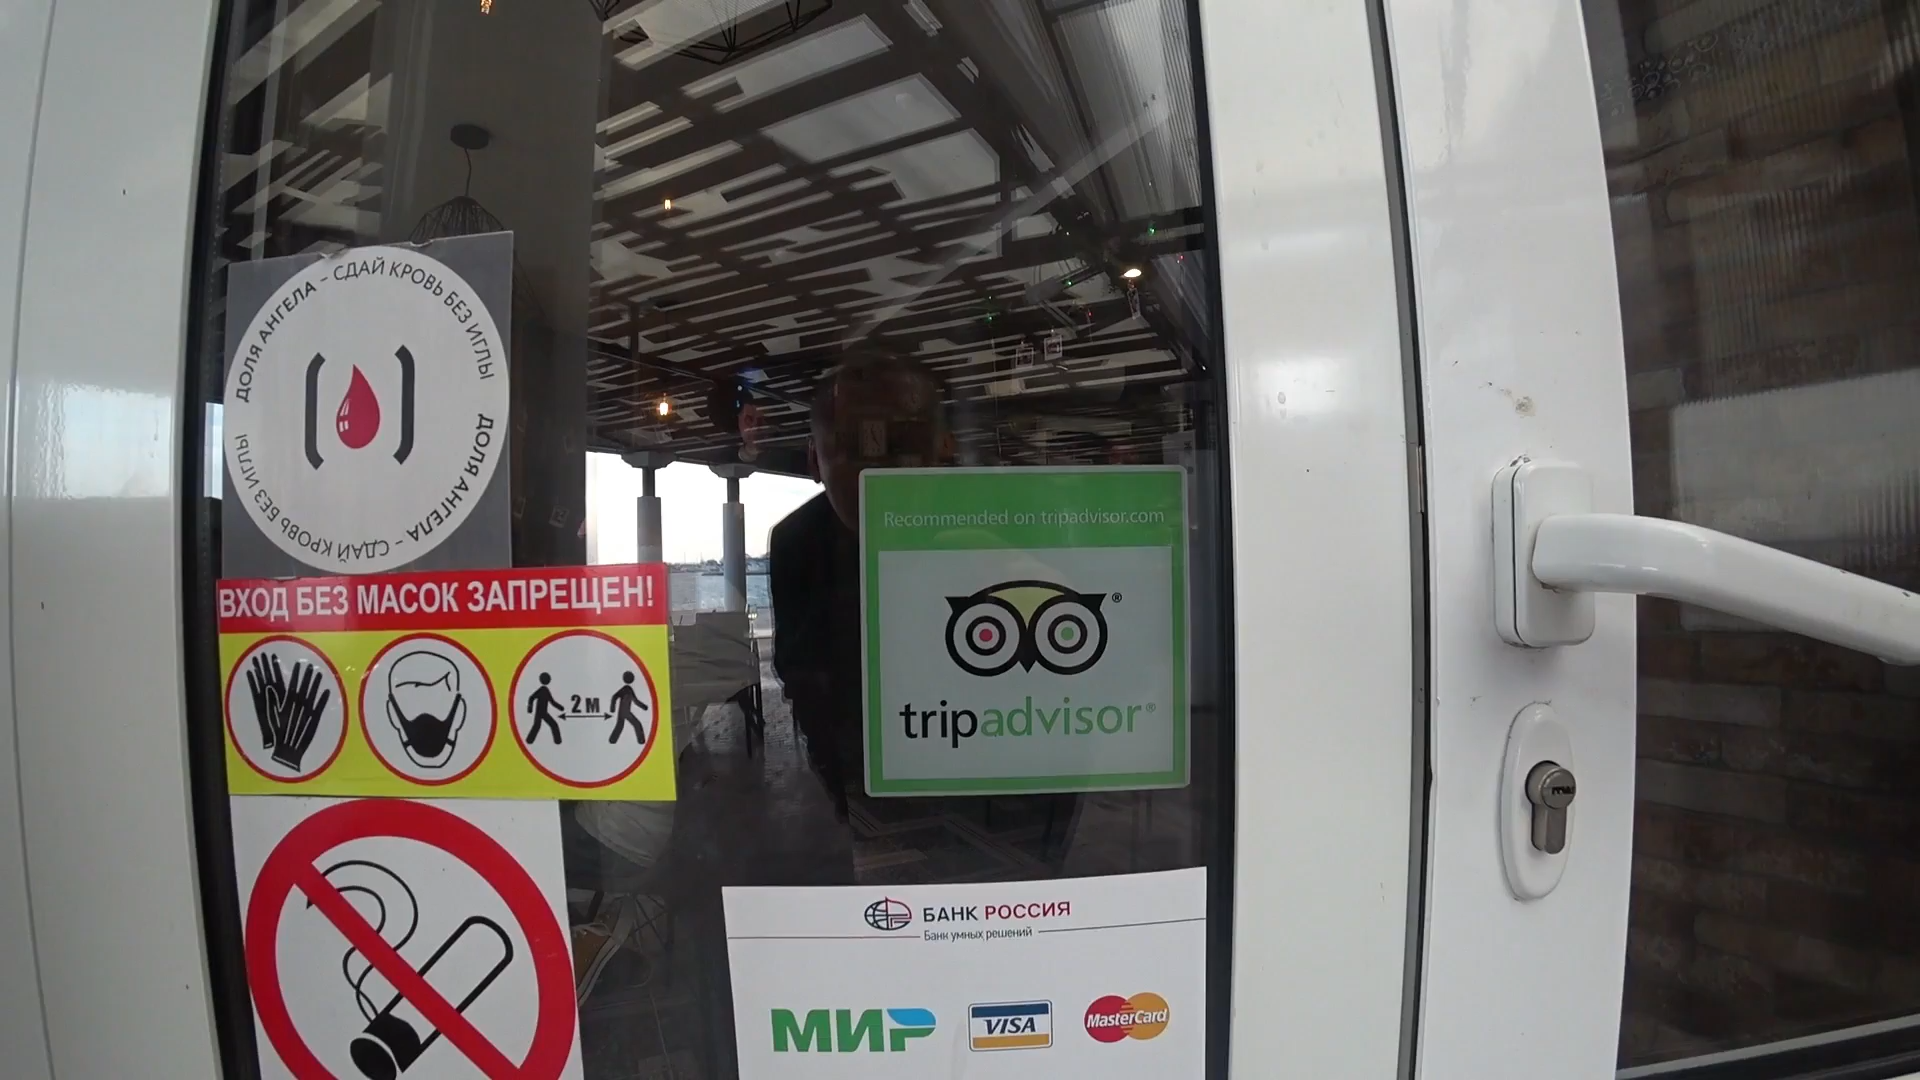 ДОЛЯ АНГЕЛА – СДАЙ КРОВЬ БЕЗ ИГЛЫ
ДОЛЯ АНГЕЛА – СДАЙ КРОВЬ БЕЗ ИГЛЫ
ВХОД БЕЗ МАСОК ЗАПРЕЩЕН!
2 м
Recommended on tripadvisor.com
®
tripadvisor®
БАНК РОССИЯ
Банк умных решений
МИР
VISA
MasterCard